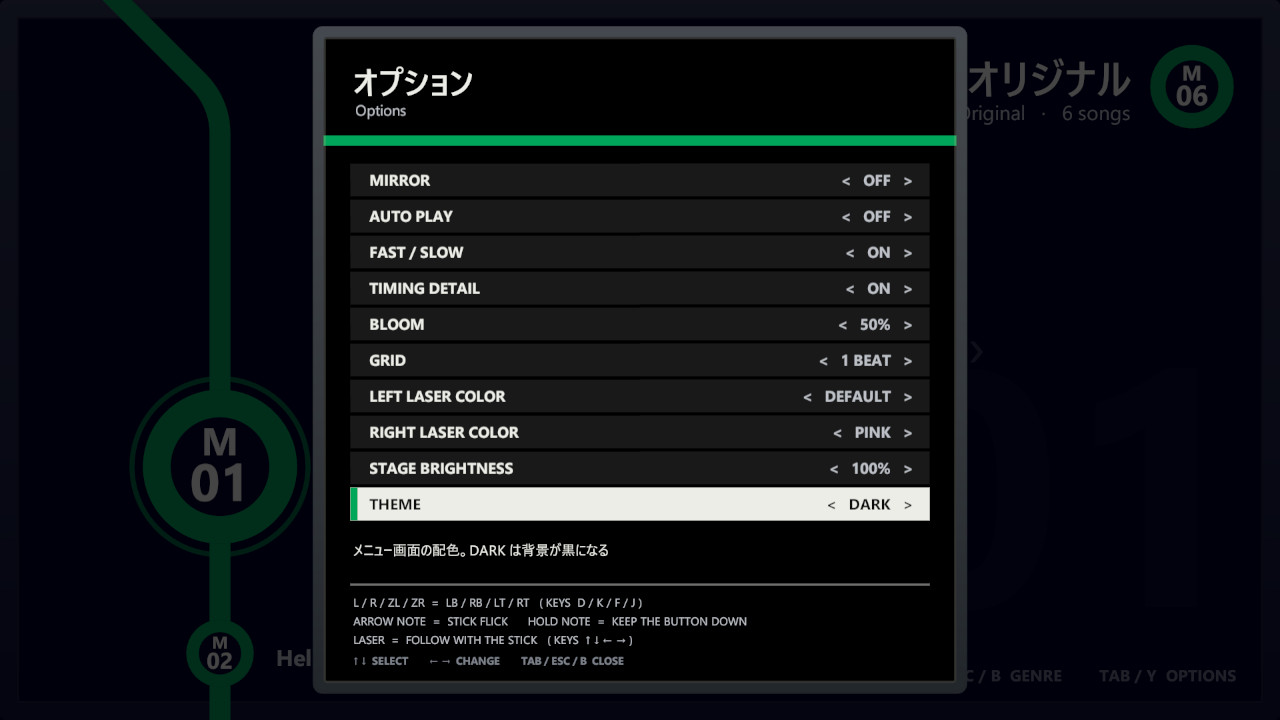 オプション
Options
MIRROR < OFF >
AUTO PLAY < OFF >
FAST / SLOW < ON >
TIMING DETAIL < ON >
BLOOM < 50% >
GRID < 1 BEAT >
LEFT LASER COLOR < DEFAULT >
RIGHT LASER COLOR < PINK >
STAGE BRIGHTNESS < 100% >
THEME < DARK >
メニュー画面の配色。DARK は背景が黒になる
L / R / ZL / ZR = LB / RB / LT / RT ( KEYS D / K / F / J )
ARROW NOTE = STICK FLICK HOLD NOTE = KEEP THE BUTTON DOWN
LASER = FOLLOW WITH THE STICK ( KEYS ↑ ↓ ← → )
↑ ↓ SELECT ← → CHANGE TAB / ESC / B CLOSE
オリジナル
Original · 6 songs
M
06
M
01
M
02
Hel
01
C / B GENRE TAB / Y OPTIONS